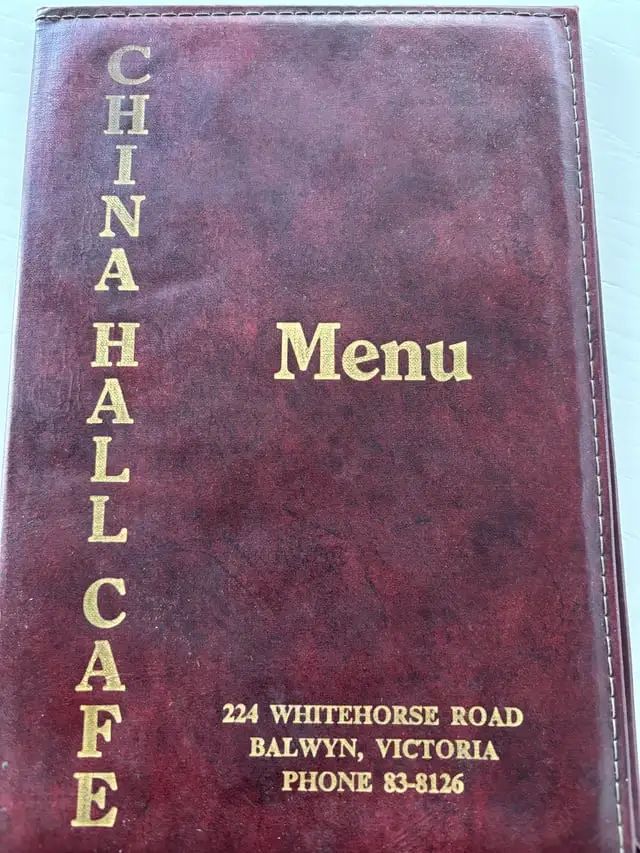 CHINA HALL CAFE
Menu
224 WHITEHORSE ROAD
BALWYN, VICTORIA
PHONE 83-8126